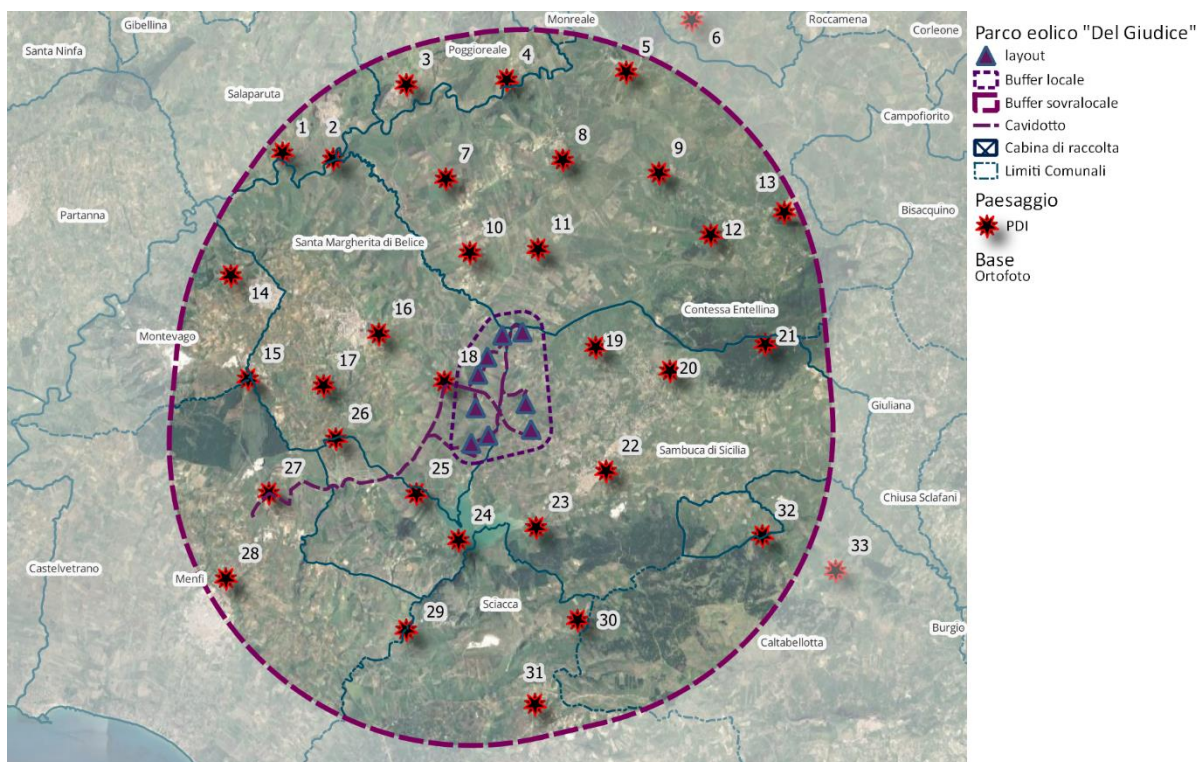 Monreale
Roccamena
Gibellina
Corleone
Santa Ninfa
Poggioreale
3
4
5
6
Salaparuta
Campofiorito
1
2
7
8
9
13
Partanna
Bisacquino
Santa Margherita di Belice
10
11
12
14
16
Contessa Entellina
Montevago
15
17
18
19
20
21
26
Giuliana
22
Sambuca di Sicilia
27
25
24
23
32
Chiusa Sclafani
33
Castelvetrano
28
Menfi
29
Sciacca
30
Burgio
Caltabellotta
31
Parco eolico "Del Giudice"
layout
Buffer locale
Buffer sovralocale
Cavidotto
Cabina di raccolta
Limiti Comunali
Paesaggio
PDI
Base
Ortofoto